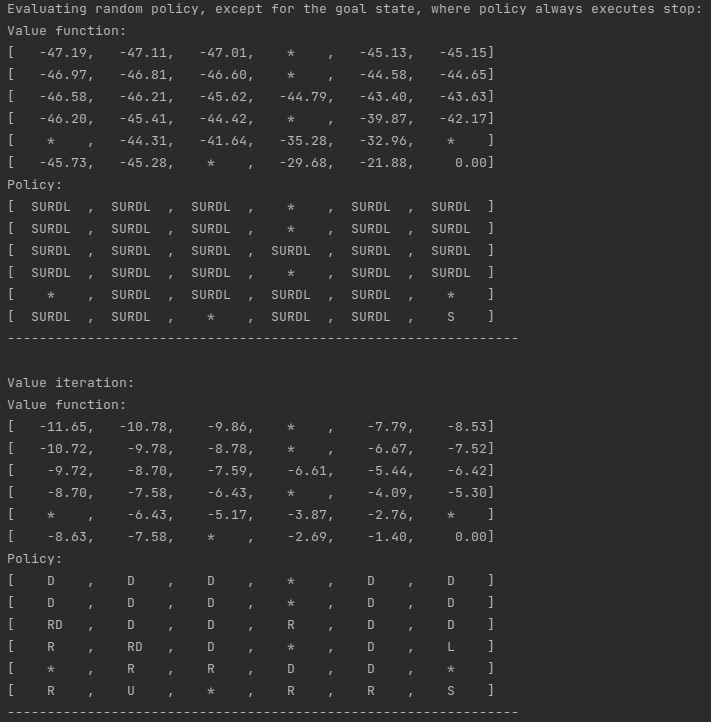 Evaluating random policy, except for the goal state, where policy always executes stop:
Value function:
[   -47.19,   -47.11,   -47.01,    *    ,   -45.13,   -45.15]
[   -46.97,   -46.81,   -46.60,    *    ,   -44.58,   -44.65]
[   -46.58,   -46.21,   -45.62,   -44.79,   -43.40,   -43.63]
[   -46.20,   -45.41,   -44.42,    *    ,   -39.87,   -42.17]
[    *    ,   -44.31,   -41.64,   -35.28,   -32.96,    *    ]
[   -45.73,   -45.28,    *    ,   -29.68,   -21.88,     0.00]
Policy:
[  SURDL  ,  SURDL  ,  SURDL  ,    *    ,  SURDL  ,  SURDL  ]
[  SURDL  ,  SURDL  ,  SURDL  ,    *    ,  SURDL  ,  SURDL  ]
[  SURDL  ,  SURDL  ,  SURDL  ,  SURDL  ,  SURDL  ,  SURDL  ]
[  SURDL  ,  SURDL  ,  SURDL  ,    *    ,  SURDL  ,  SURDL  ]
[    *    ,  SURDL  ,  SURDL  ,  SURDL  ,  SURDL  ,    *    ]
[  SURDL  ,  SURDL  ,    *    ,  SURDL  ,  SURDL  ,    S    ]
----------------------------------------------------------------
Value iteration:
Value function:
[   -11.65,   -10.78,    -9.86,    *    ,    -7.79,    -8.53]
[   -10.72,    -9.78,    -8.78,    *    ,    -6.67,    -7.52]
[    -9.72,    -8.70,    -7.59,    -6.61,    -5.44,    -6.42]
[    -8.70,    -7.58,    -6.43,    *    ,    -4.09,    -5.30]
[    *    ,    -6.43,    -5.17,    -3.87,    -2.76,    *    ]
[    -8.63,    -7.58,    *    ,    -2.69,    -1.40,     0.00]
Policy:
[    D    ,    D    ,    D    ,    *    ,    D    ,    D    ]
[    D    ,    D    ,    D    ,    *    ,    D    ,    D    ]
[    RD   ,    D    ,    D    ,    R    ,    D    ,    D    ]
[    R    ,    RD   ,    D    ,    *    ,    D    ,    L    ]
[    *    ,    R    ,    R    ,    D    ,    D    ,    *    ]
[    R    ,    U    ,    *    ,    R    ,    R    ,    S    ]
----------------------------------------------------------------